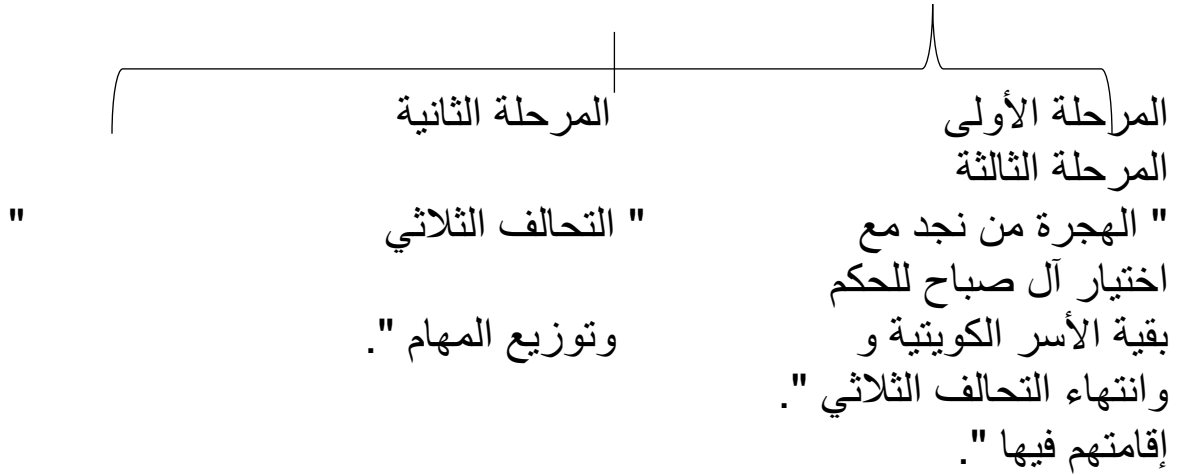 المرحلة الأولى المرحلة الثانية
المرحلة الثالثة
" الهجرة من نجد مع " التحالف الثلاثي "
اختيار آل صباح للحكم
بقية الأسر الكويتية و وتوزيع المهام ".
وانتهاء التحالف الثلاثي ".
إقامتهم فيها ".